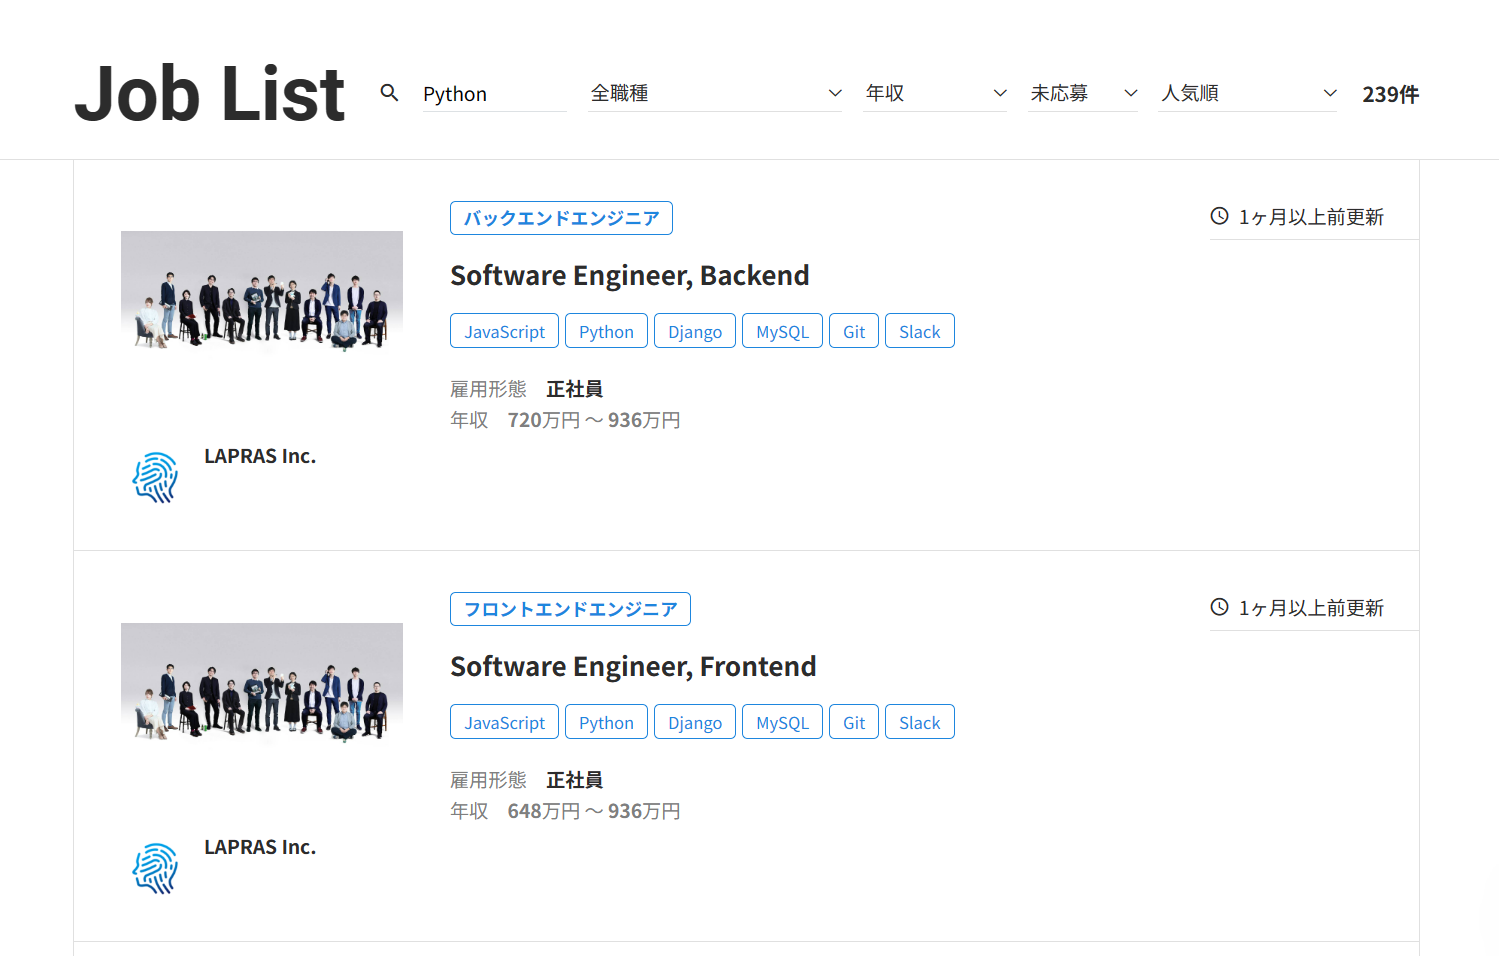 Job List Python 全職種 年収 未応募 人気順 239件
バックエンドエンジニア
1ヶ月以上前更新
Software Engineer, Backend
JavaScript Python Django MySQL Git Slack
雇用形態 正社員
年収 720万円 〜 936万円
LAPRAS Inc.
フロントエンドエンジニア
1ヶ月以上前更新
Software Engineer, Frontend
JavaScript Python Django MySQL Git Slack
雇用形態 正社員
年収 648万円 〜 936万円
LAPRAS Inc.